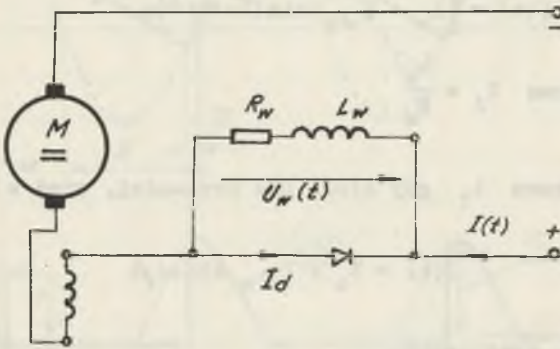 −
R_w L_w
M
=
U_w(t)
I(t)
+
I_d